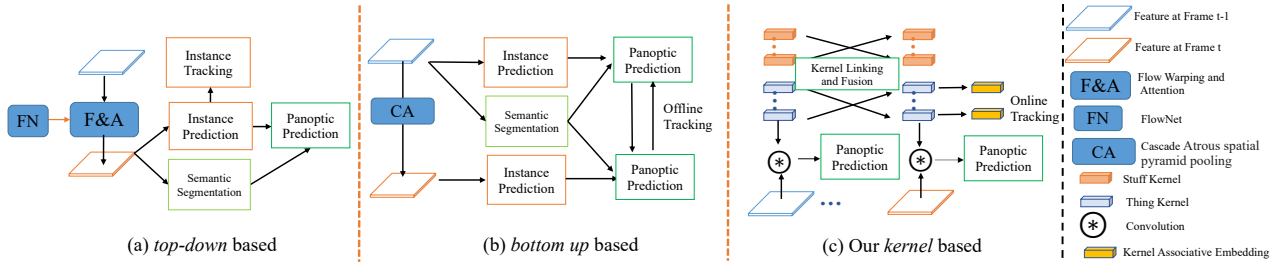 Instance
Tracking
FN
F&A
Instance
Prediction
Panoptic
Prediction
Semantic
Segmentation
(a) top-down based
CA
Instance
Prediction
Semantic
Segmentation
Instance
Prediction
Panoptic
Prediction
Offline
Tracking
Panoptic
Prediction
(b) bottom up based
Kernel Linking
and Fusion
Online
Tracking
*
Panoptic
Prediction
*
Panoptic
Prediction
(c) Our kernel based
Feature at Frame t-1
Feature at Frame t
F&A
Flow Warping and
Attention
FN
FlowNet
CA
Cascade Atrous spatial
pyramid pooling
Stuff Kernel
Thing Kernel
*
Convolution
Kernel Associative Embedding